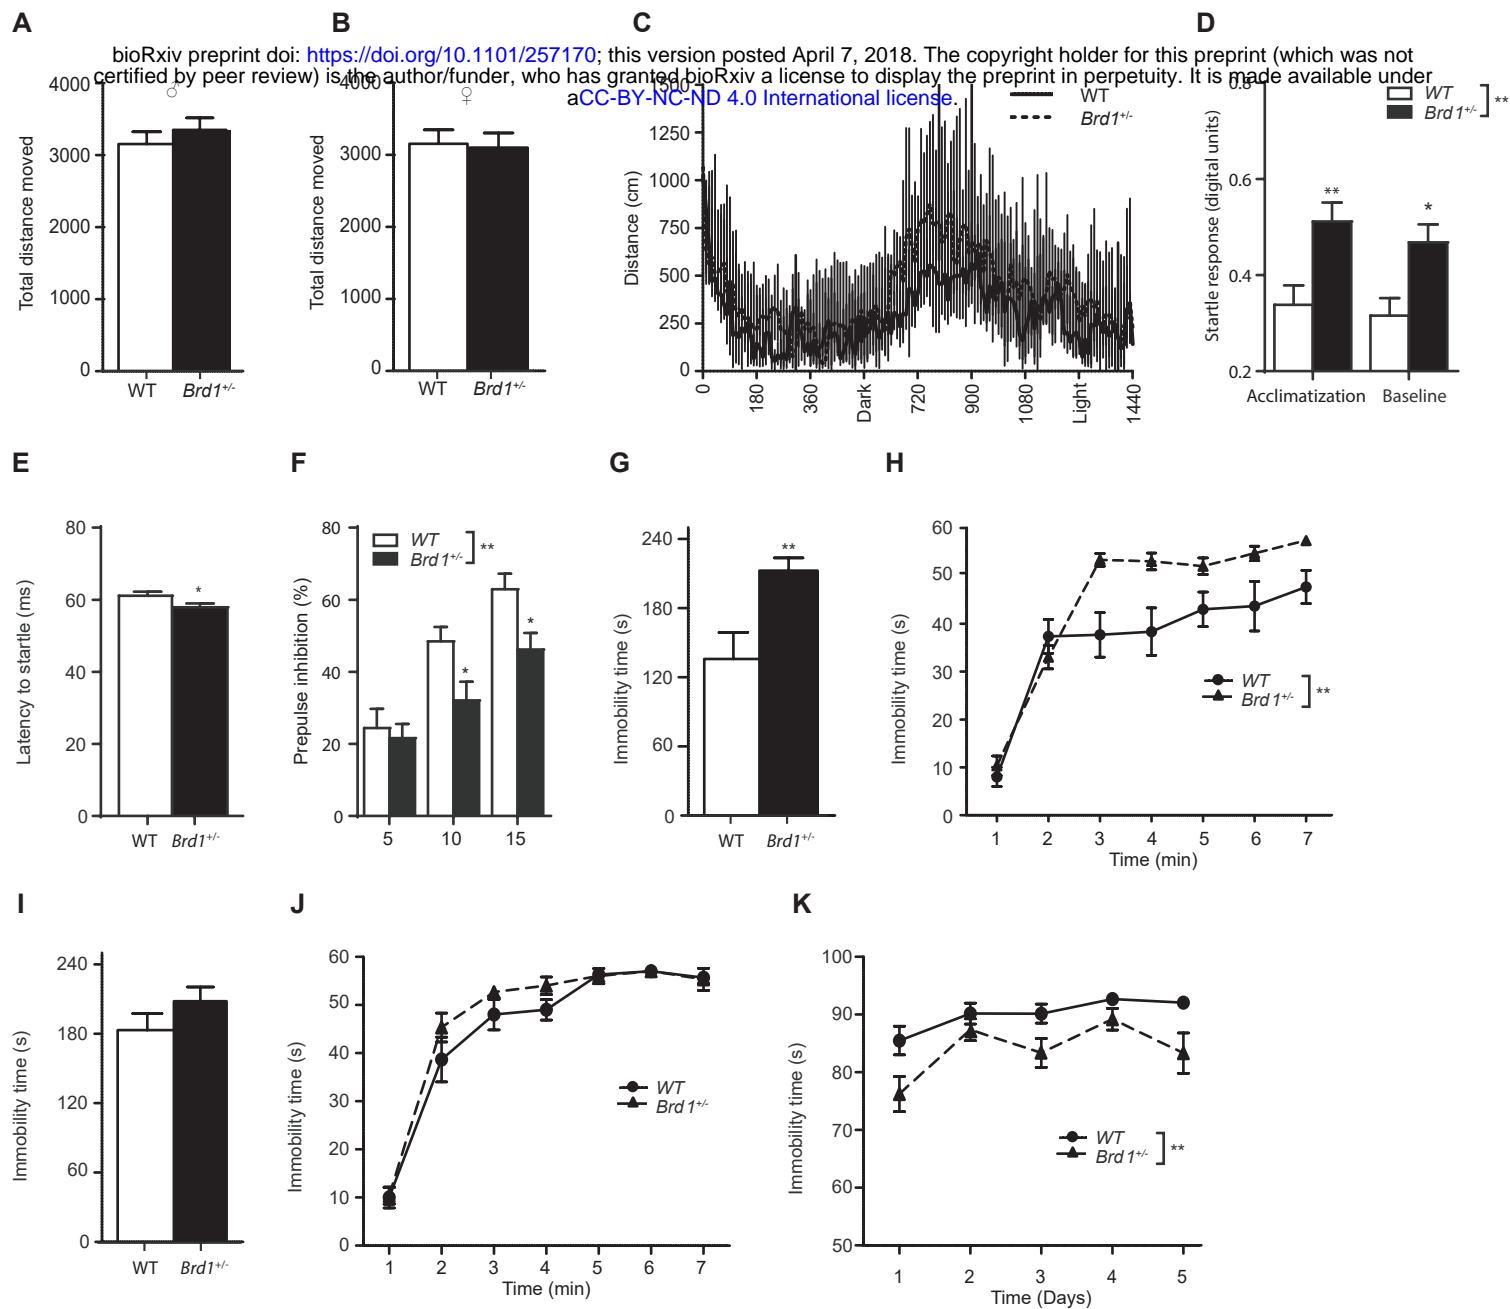 A B C D
bioRxiv preprint doi: https://doi.org/10.1101/257170; this version posted April 7, 2018. The copyright holder for this preprint (which was not
certified by peer review) is the author/funder, who has granted bioRxiv a license to display the preprint in perpetuity. It is made available under
aCC-BY-NC-ND 4.0 International license.
♂
4000
3000
2000
1000
0
Total distance moved
WT Brd1+/-
♀
4000
3000
2000
1000
0
Total distance moved
WT Brd1+/-
1500
1250
1000
750
500
250
0
Distance (cm)
WT
Brd1+/-
0 180 360 Dark 720 900 1080 Light 1440
0.8
0.6
0.4
0.2
Startle response (digital units)
WT
Brd1+/-
**
**
*
Acclimatization Baseline
E
80
60
40
20
0
Latency to startle (ms)
*
WT Brd1+/-
F
80
60
40
20
0
Prepulse inhibition (%)
WT
Brd1+/-
**
*
*
5 10 15
G
240
180
120
60
0
Immobility time (s)
**
WT Brd1+/-
H
60
50
40
30
20
10
0
Immobility time (s)
WT
Brd1+/-
**
1 2 3 4 5 6 7
Time (min)
I
240
180
120
60
0
Immobility time (s)
WT Brd1+/-
J
60
50
40
30
20
10
0
Immobility time (s)
WT
Brd1+/-
1 2 3 4 5 6 7
Time (min)
K
100
90
80
70
60
50
Immobility time (s)
WT
Brd1+/-
**
1 2 3 4 5
Time (Days)